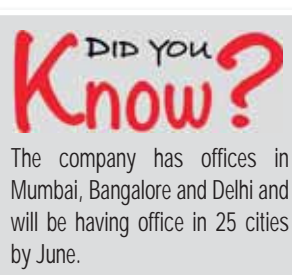 DID YOU
Know?
The company has offices in
Mumbai, Bangalore and Delhi and
will be having office in 25 cities
by June.